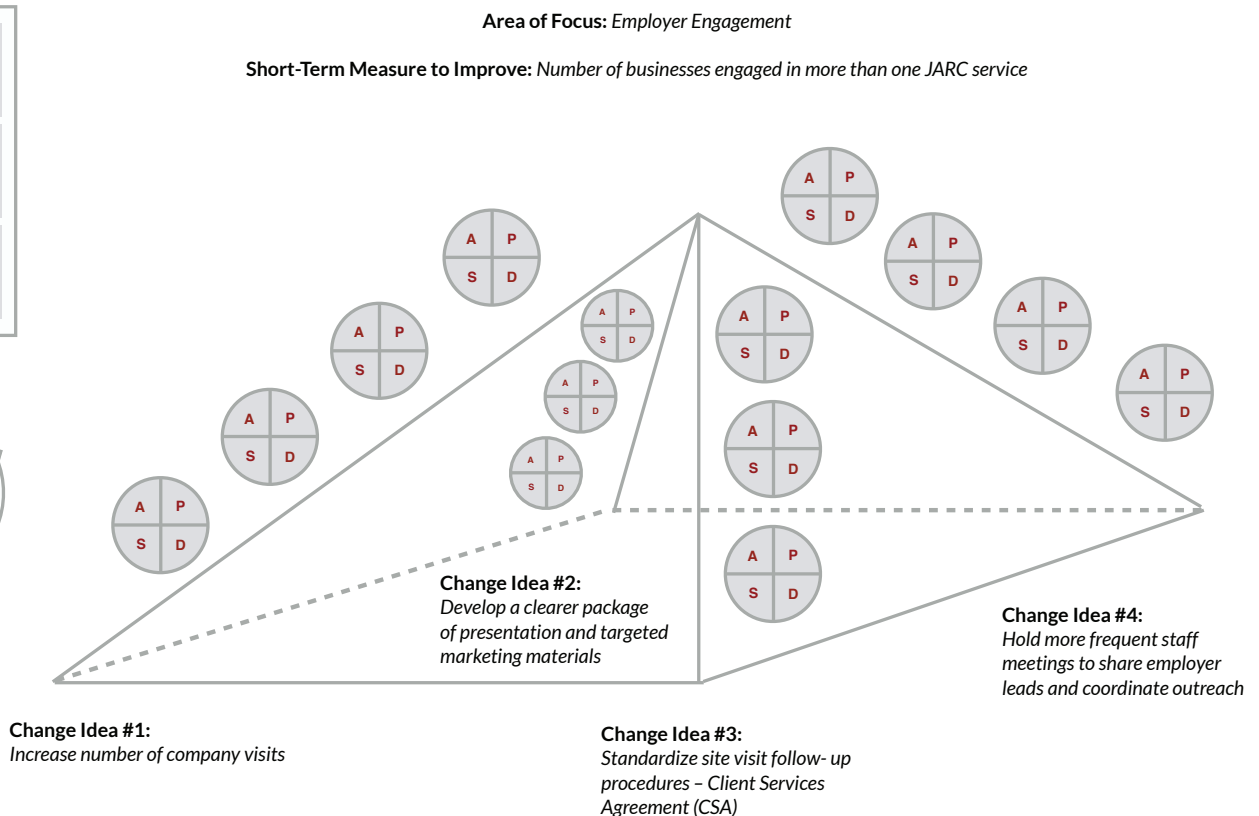 Area of Focus: Employer Engagement
Short-Term Measure to Improve: Number of businesses engaged in more than one JARC service
A P
S D
A P
S D
A P
S D
A P
S D
A P
S D
A P
S D
A P
S D
A P
S D
A P
S D
A P
S D
A P
S D
A P
S D
A P
S D
A P
S D
Change Idea #2:
Develop a clearer package
of presentation and targeted
marketing materials
Change Idea #4:
Hold more frequent staff
meetings to share employer
leads and coordinate outreach
Change Idea #1:
Increase number of company visits
Change Idea #3:
Standardize site visit follow- up
procedures – Client Services
Agreement (CSA)